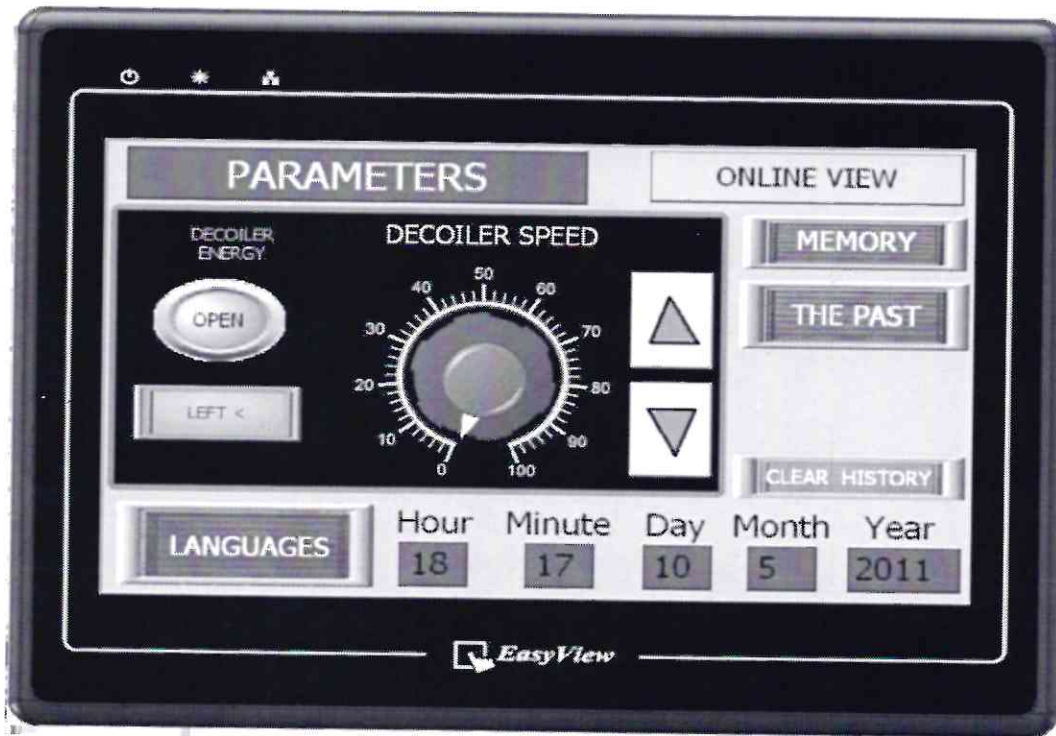 PARAMETERS
ONLINE VIEW
DECOILER
ENERGY
OPEN
LEFT <
DECOILER SPEED
0
10
20
30
40
50
60
70
80
90
100
MEMORY
THE PAST
CLEAR HISTORY
LANGUAGES
Hour Minute Day Month Year
18 17 10 5 2011
EasyView